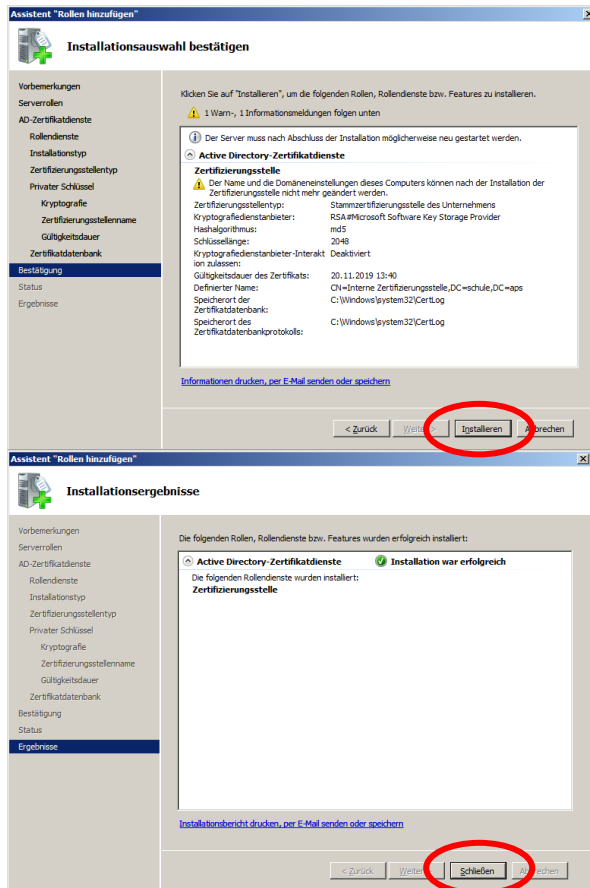 Assistent "Rollen hinzufügen"
Installationsauswahl bestätigen
Vorbemerkungen
Serverrollen
AD-Zertifikatdienste
Rollendienste
Installationstyp
Zertifizierungsstellentyp
Privater Schlüssel
Kryptografie
Zertifizierungsstellenname
Gültigkeitsdauer
Zertifikatdatenbank
Bestätigung
Status
Ergebnisse
Klicken Sie auf "Installieren", um die folgenden Rollen, Rollendienste bzw. Features zu installieren.
1 Warn-, 1 Informationsmeldungen folgen unten
Der Server muss nach Abschluss der Installation möglicherweise neu gestartet werden.
Active Directory-Zertifikatdienste
Zertifizierungsstelle
Der Name und die Domäneneinstellungen dieses Computers können nach der Installation der
Zertifizierungsstelle nicht mehr geändert werden.
Zertifizierungsstellentyp: Stammzertifizierungsstelle des Unternehmens
Kryptografiedienstanbieter: RSA#Microsoft Software Key Storage Provider
Hashalgorithmus: md5
Schlüssellänge: 2048
Kryptografiedienstanbieter-Interakt Deaktiviert
ion zulassen:
Gültigkeitsdauer des Zertifikats: 20.11.2019 13:40
Definierter Name: CN=Interne Zertifizierungsstelle,DC=schule,DC=aps
Speicherort der C:\Windows\system32\CertLog
Zertifikatdatenbank:
Speicherort des C:\Windows\system32\CertLog
Zertifikatdatenbankprotokolls:
Informationen drucken, per E-Mail senden oder speichern
< Zurück Weiter > Installieren Abbrechen
Assistent "Rollen hinzufügen"
Installationsergebnisse
Vorbemerkungen
Serverrollen
AD-Zertifikatdienste
Rollendienste
Installationstyp
Zertifizierungsstellentyp
Privater Schlüssel
Kryptografie
Zertifizierungsstellenname
Gültigkeitsdauer
Zertifikatdatenbank
Bestätigung
Status
Ergebnisse
Die folgenden Rollen, Rollendienste bzw. Features wurden erfolgreich installiert:
Active Directory-Zertifikatdienste Installation war erfolgreich
Die folgenden Rollendienste wurden installiert:
Zertifizierungsstelle
Installationsbericht drucken, per E-Mail senden oder speichern
< Zurück Weiter > Schließen Abbrechen